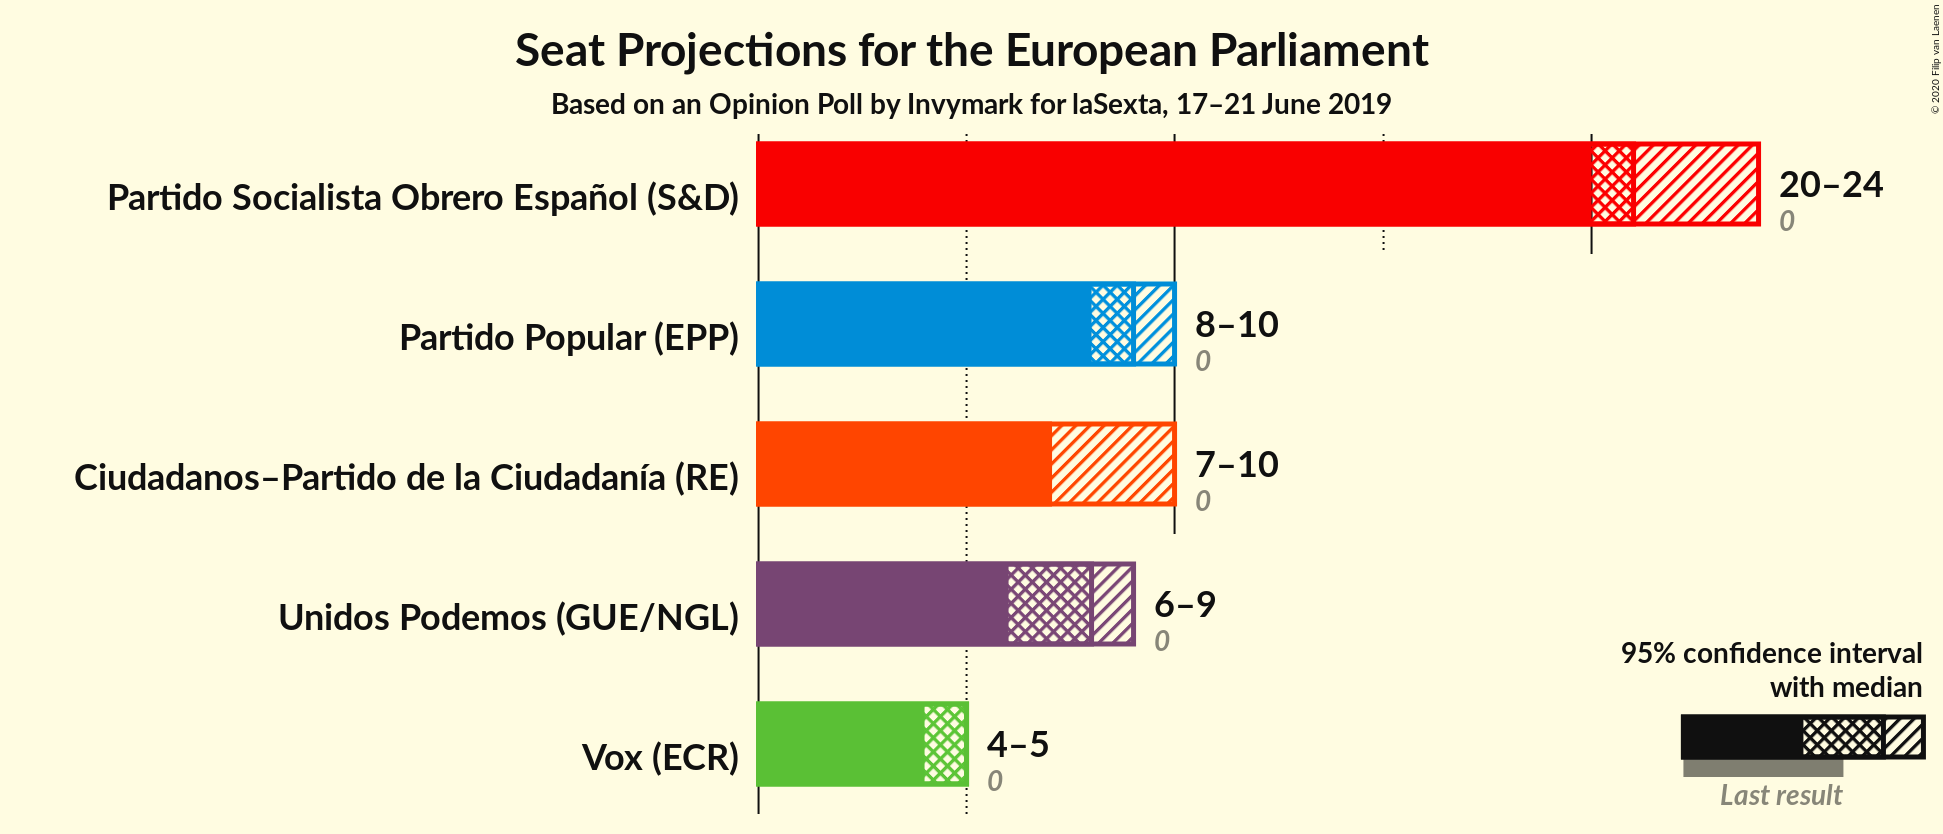 Seat Projections for the European Parliament
Based on an Opinion Poll by Invymark for laSexta, 17–21 June 2019
© 2020 Filip van Laenen
Partido Socialista Obrero Español (S&D)
20–24
0
Partido Popular (EPP)
8–10
0
Ciudadanos–Partido de la Ciudadanía (RE)
7–10
0
Unidos Podemos (GUE/NGL)
6–9
0
Vox (ECR)
4–5
0
95% confidence interval
with median
Last result